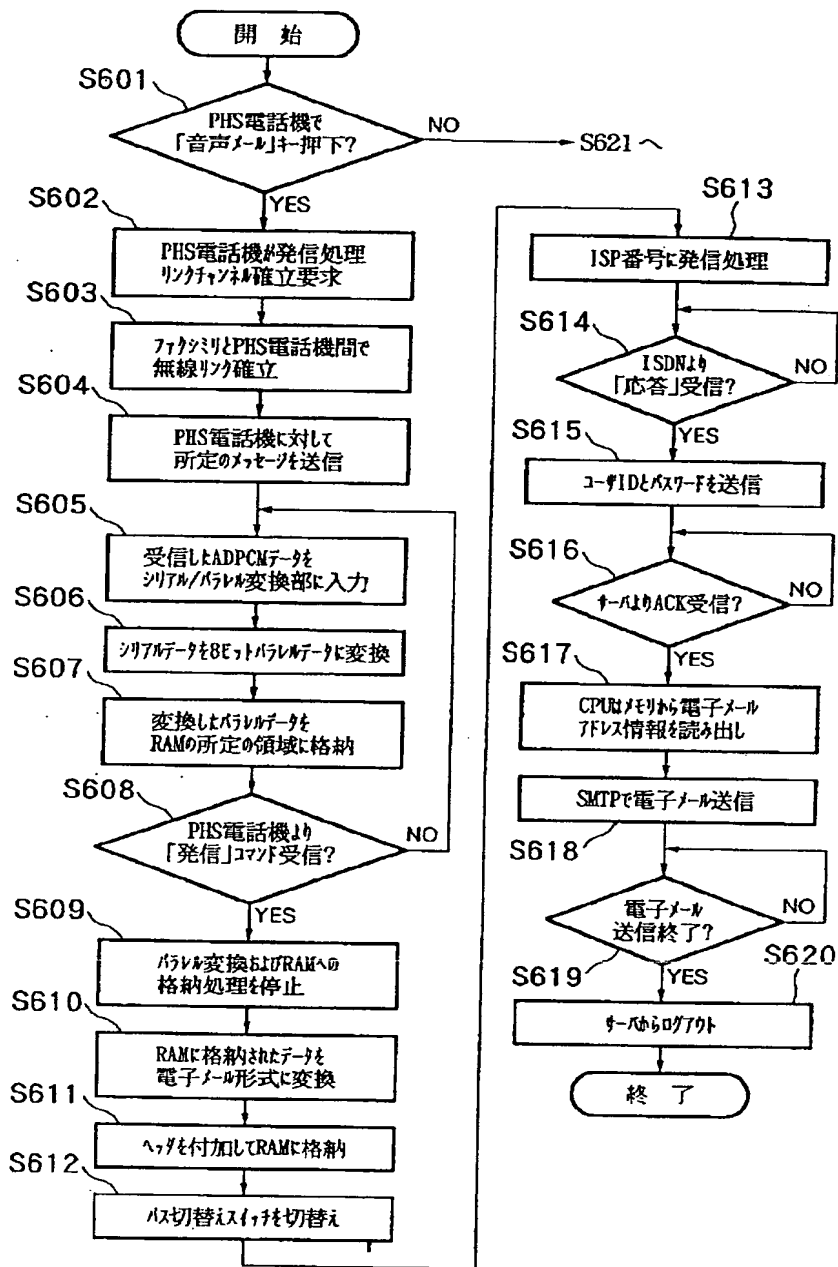 開 始
S601
PHS電話機で
「音声メール」キー押下?
NO
S621へ
YES
S602
PHS電話機が発信処理
リンクチャンネル確立要求
S603
ファクシミリとPHS電話機間で
無線リンク確立
S604
PHS電話機に対して
所定のメッセージを送信
S605
受信したADPCMデータを
シリアル/パラレル変換部に入力
S606
シリアルデータを8ビットパラレルデータに変換
S607
変換したパラレルデータを
RAMの所定の領域に格納
S608
PHS電話機より
「発信」コマンド受信?
NO
YES
S609
パラレル変換およびRAMへの
格納処理を停止
S610
RAMに格納されたデータを
電子メール形式に変換
S611
ヘッダを付加してRAMに格納
S612
バス切替えスイッチを切替え
S613
ISP番号に発信処理
S614
ISDNより
「応答」受信?
NO
YES
S615
ユーザIDとパスワードを送信
S616
サーバよりACK受信?
NO
YES
S617
CPUはメモリから電子メール
アドレス情報を読み出し
SMTPで電子メール送信
S618
電子メール
送信終了?
NO
S619
YES
S620
サーバからログアウト
終 了